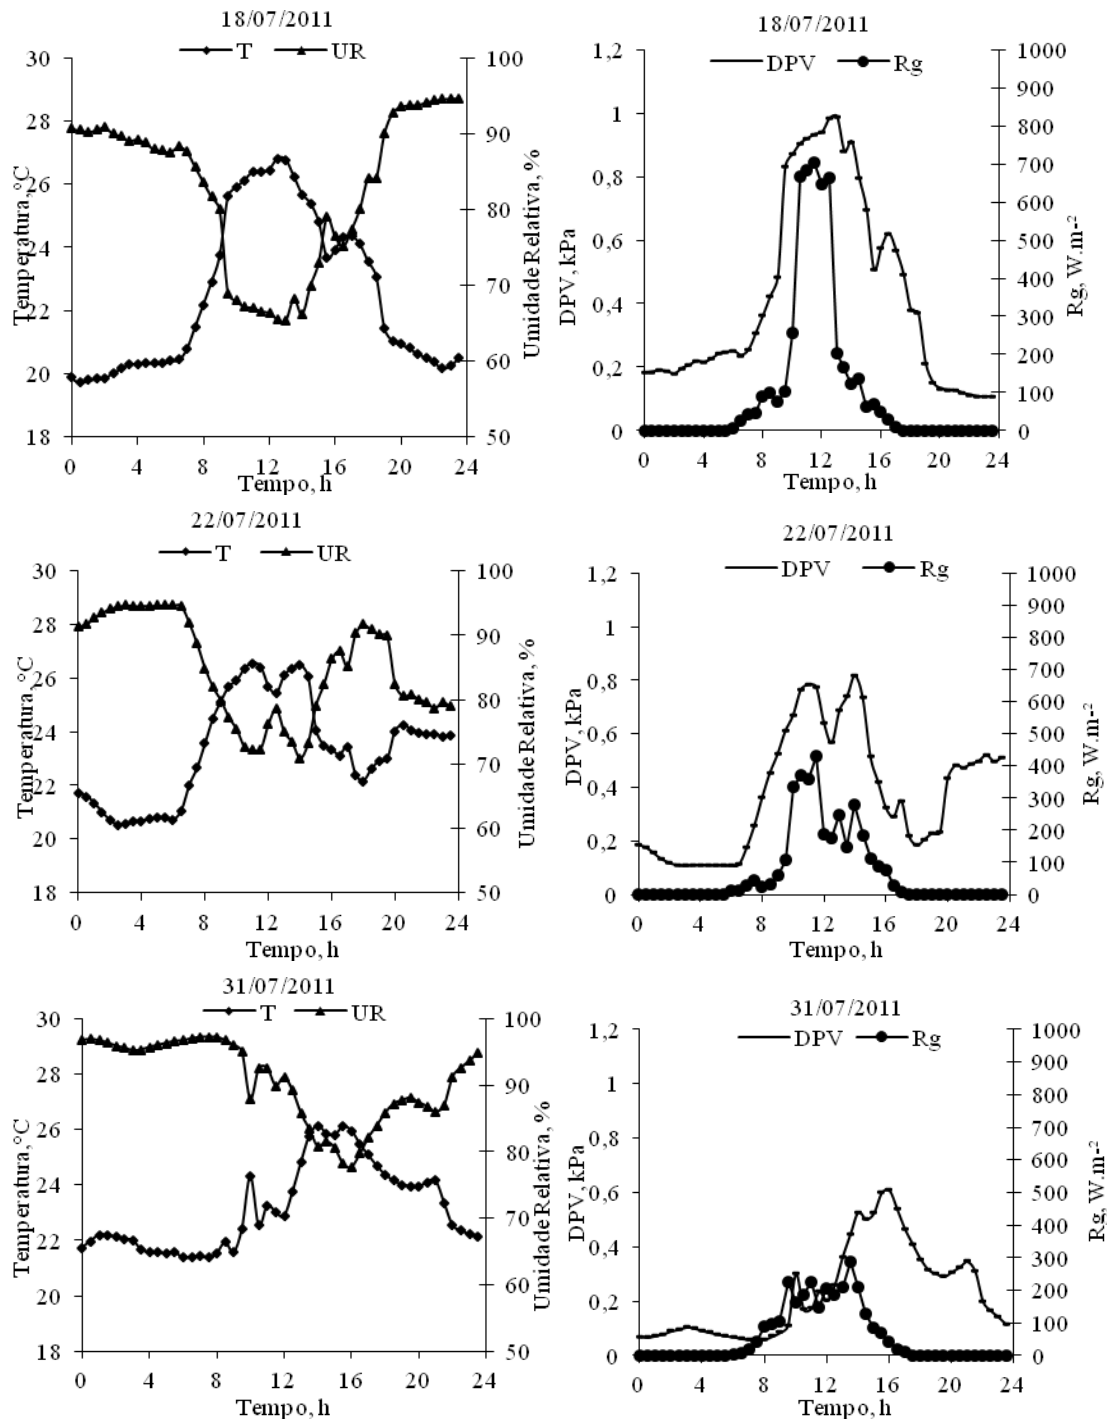 18/07/2011
T UR
30 28 26 24 22 20 18
Temperatura,°C
100 90 80 70 60 50
Umidade Relativa, %
0 4 8 12 16 20 24
Tempo, h
18/07/2011
DPV Rg
1,2 1 0,8 0,6 0,4 0,2 0
DPV, kPa
1000 900 800 700 600 500 400 300 200 100 0
Rg, W.m-²
0 4 8 12 16 20 24
Tempo, h
22/07/2011
T UR
30 28 26 24 22 20 18
Temperatura,°C
100 90 80 70 60 50
Umidade Relativa, %
0 4 8 12 16 20 24
Tempo, h
22/07/2011
DPV Rg
1,2 1 0,8 0,6 0,4 0,2 0
DPV, kPa
1000 900 800 700 600 500 400 300 200 100 0
Rg, W.m-²
0 4 8 12 16 20 24
Tempo, h
31/07/2011
T UR
30 28 26 24 22 20 18
Temperatura,°C
100 90 80 70 60 50
Umidade Relativa, %
0 4 8 12 16 20 24
Tempo, h
31/07/2011
DPV Rg
1,2 1 0,8 0,6 0,4 0,2 0
DPV, kPa
1000 900 800 700 600 500 400 300 200 100 0
Rg, W.m-²
0 4 8 12 16 20 24
Tempo, h